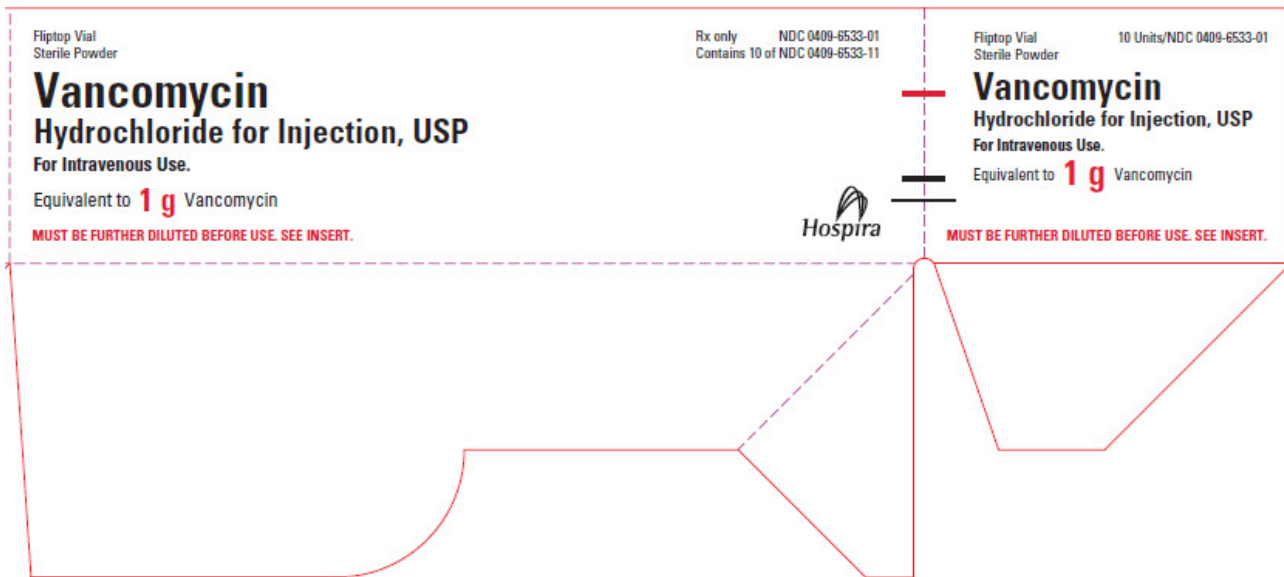 Fliptop Vial
Sterile Powder
Rx only NDC 0409-6533-01
Contains 10 of NDC 0409-6533-11
Vancomycin
Hydrochloride for Injection, USP
For Intravenous Use.
Equivalent to 1 g Vancomycin
MUST BE FURTHER DILUTED BEFORE USE. SEE INSERT.
Hospira
Fliptop Vial 10 Units/NDC 0409-6533-01
Sterile Powder
Vancomycin
Hydrochloride for Injection, USP
For Intravenous Use.
Equivalent to 1 g Vancomycin
MUST BE FURTHER DILUTED BEFORE USE. SEE INSERT.